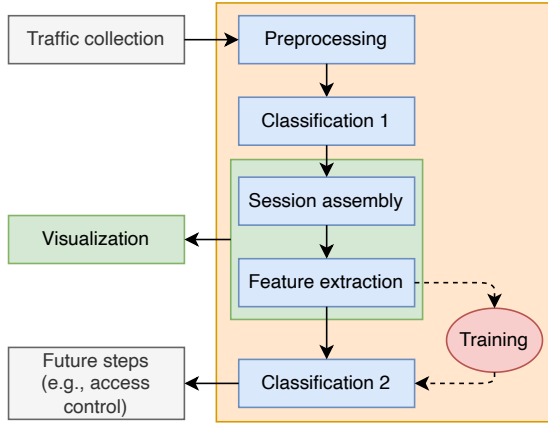 Traffic collection
Preprocessing
Classification 1
Session assembly
Visualization
Feature extraction
Training
Future steps
(e.g., access
control)
Classification 2